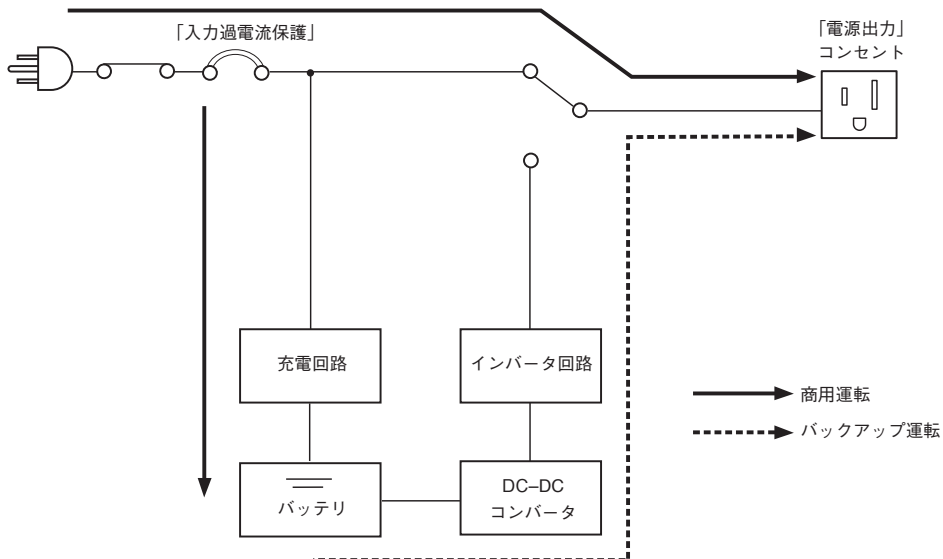 「入力過電流保護」
「電源出力」
コンセント
充電回路
インバータ回路
商用運転
バックアップ運転
バッテリ
DC–DC
コンバータ